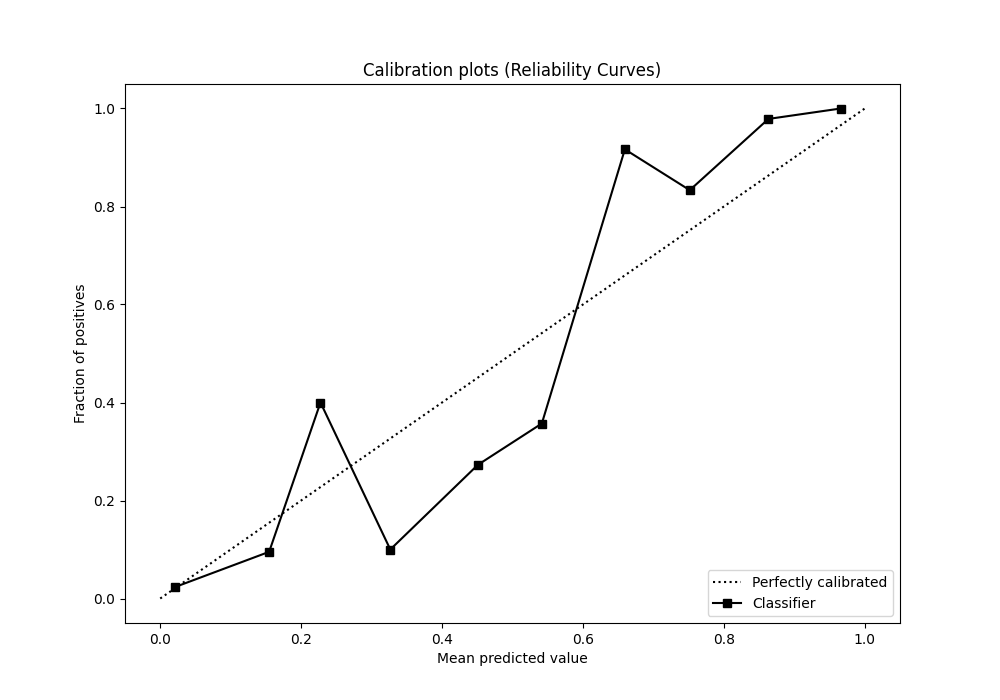 Calibration plots (Reliability Curves)
Fraction of positives
1.0
0.8
0.6
0.4
0.2
0.0
0.0 0.2 0.4 0.6 0.8 1.0
Mean predicted value
Perfectly calibrated
Classifier